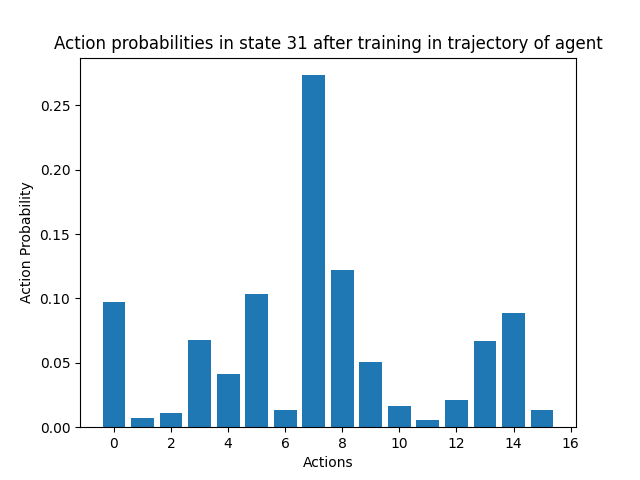 Action probabilities in state 31 after training in trajectory of agent
Action Probability
0.25
0.20
0.15
0.10
0.05
0.00
0 2 4 6 8 10 12 14 16
Actions